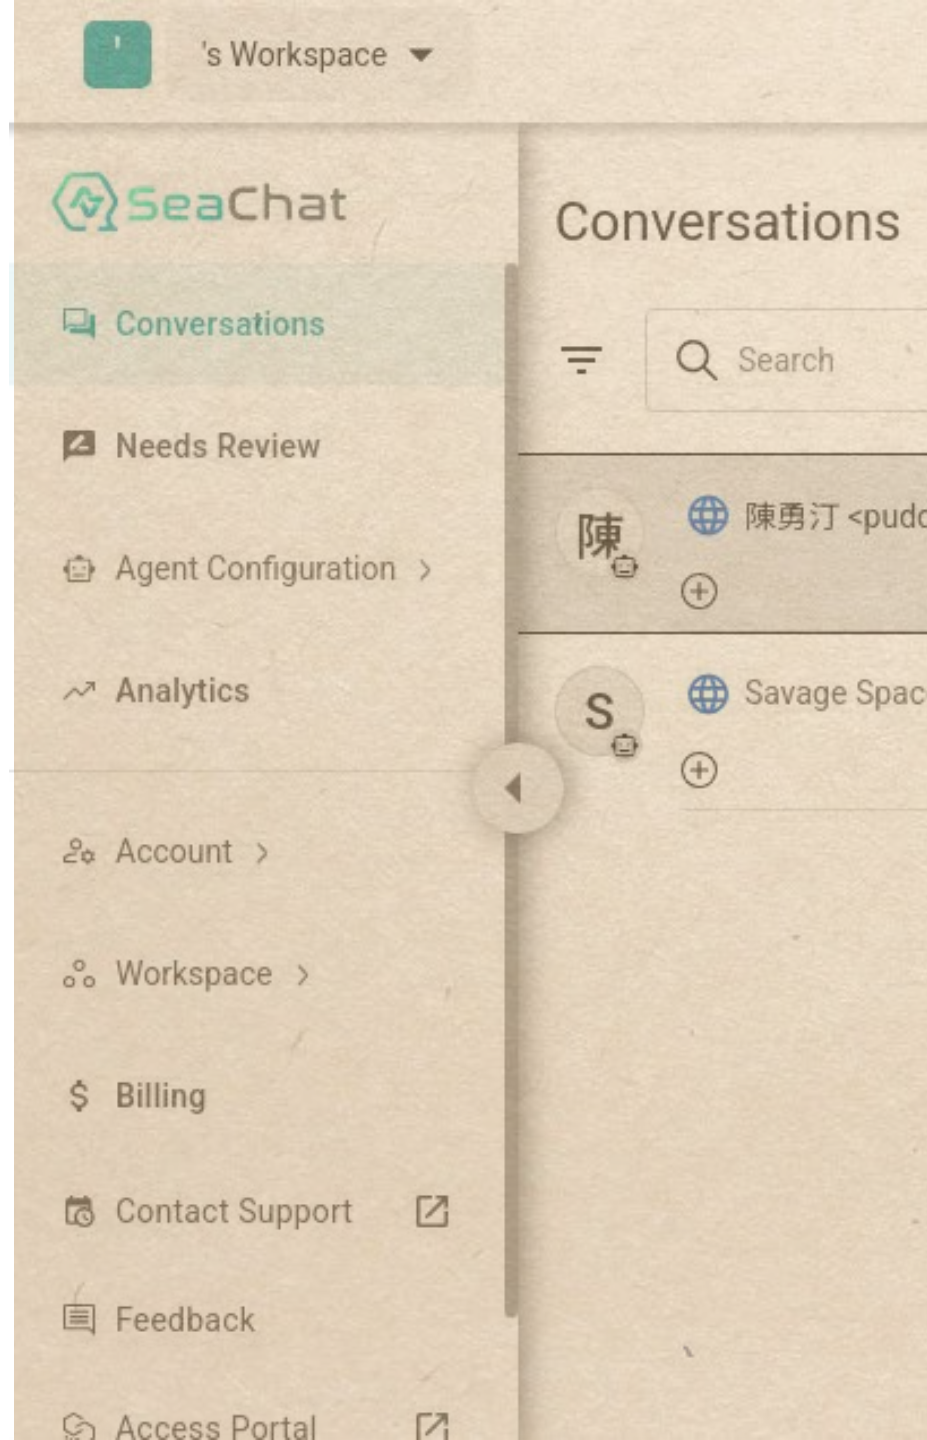 's Workspace
SeaChat
Conversations
Needs Review
Agent Configuration
Analytics
Account
Workspace
Billing
Contact Support
Feedback
Access Portal
Conversations
Search
陳
陳勇汀 <pudd
S
Savage Spac